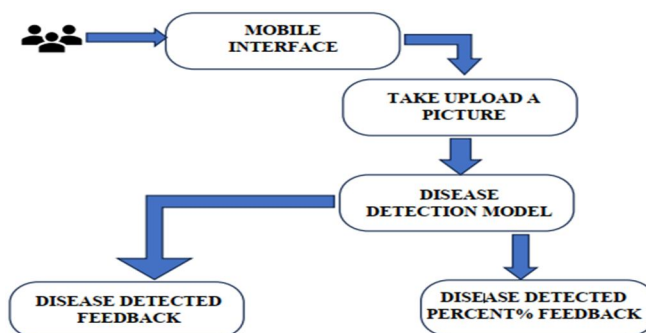 MOBILE
INTERFACE
TAKE UPLOAD A
PICTURE
DISEASE
DETECTION MODEL
DISEASE DETECTED
FEEDBACK
DISEASE DETECTED
PERCENT% FEEDBACK